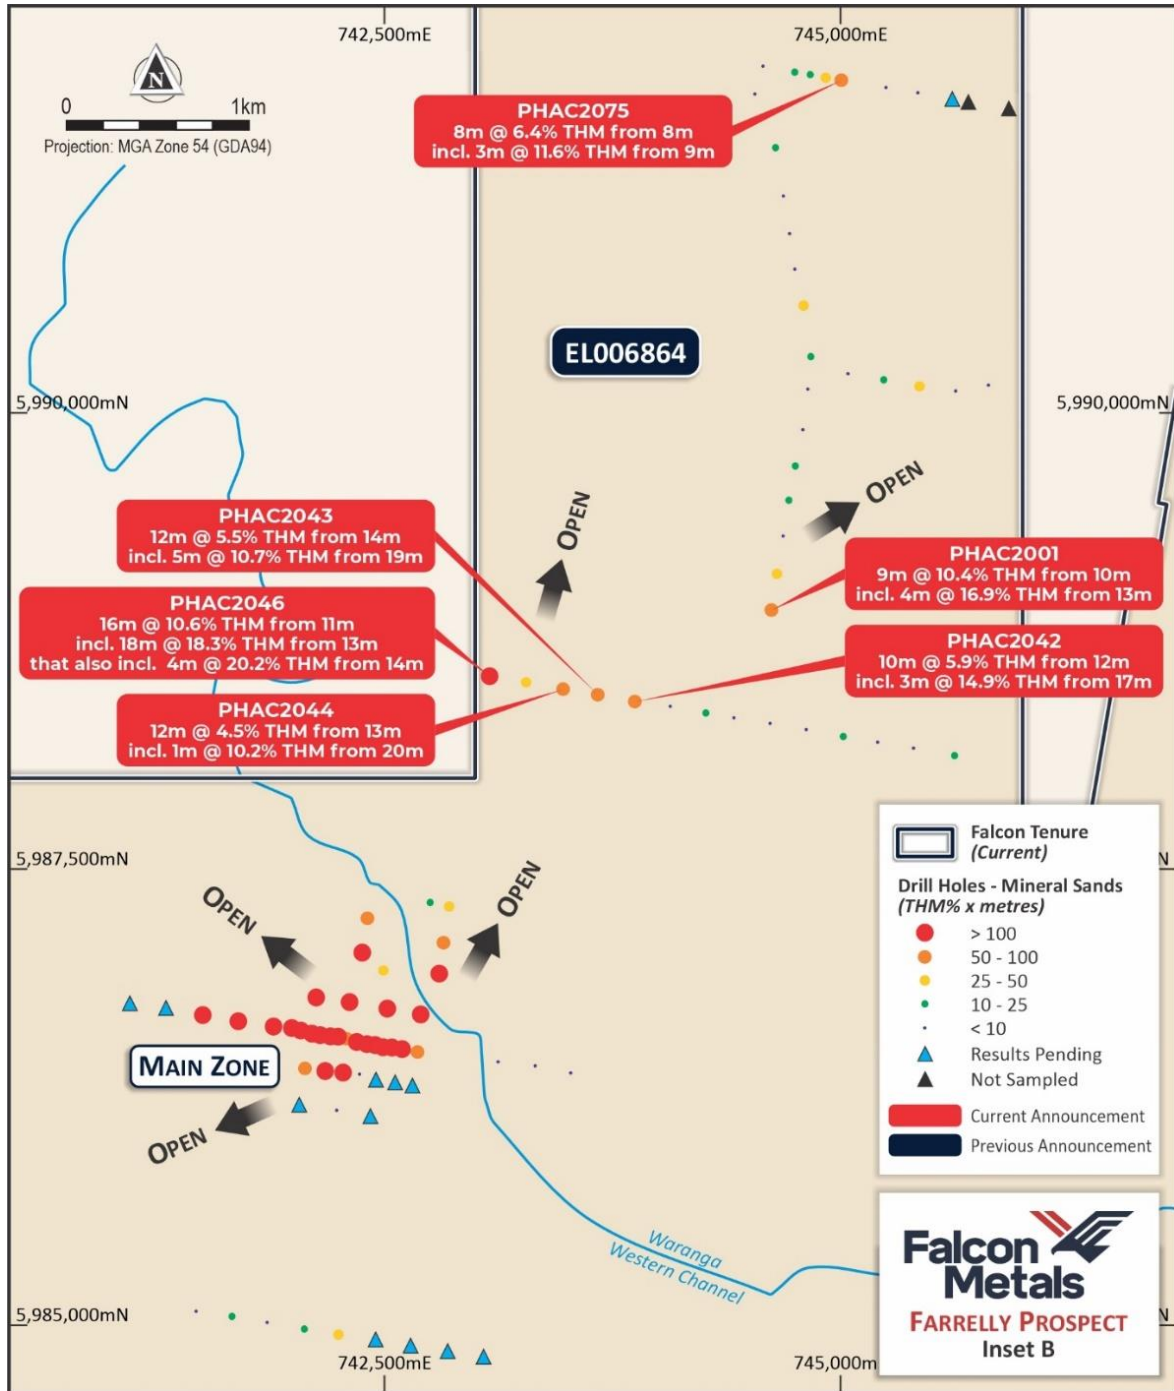 742,500mE
745,000mE
N
0 1km
Projection: MGA Zone 54 (GDA94)
PHAC2075
8m @ 6.4% THM from 8m
incl. 3m @ 11.6% THM from 9m
EL006864
5,990,000mN
5,990,000mN
OPEN
OPEN
PHAC2043
12m @ 5.5% THM from 14m
incl. 5m @ 10.7% THM from 19m
PHAC2001
9m @ 10.4% THM from 10m
incl. 4m @ 16.9% THM from 13m
PHAC2046
16m @ 10.6% THM from 11m
incl. 18m @ 18.3% THM from 13m
that also incl. 4m @ 20.2% THM from 14m
PHAC2042
10m @ 5.9% THM from 12m
incl. 3m @ 14.9% THM from 17m
PHAC2044
12m @ 4.5% THM from 13m
incl. 1m @ 10.2% THM from 20m
5,987,500mN
N
OPEN
OPEN
MAIN ZONE
OPEN
Waranga
Western Channel
5,985,000mN
742,500mE
745,000mE
Falcon Tenure
(Current)
Drill Holes - Mineral Sands
(THM% x metres)
> 100
50 - 100
25 - 50
10 - 25
< 10
Results Pending
Not Sampled
Current Announcement
Previous Announcement
Falcon
Metals
FARRELLY PROSPECT
Inset B